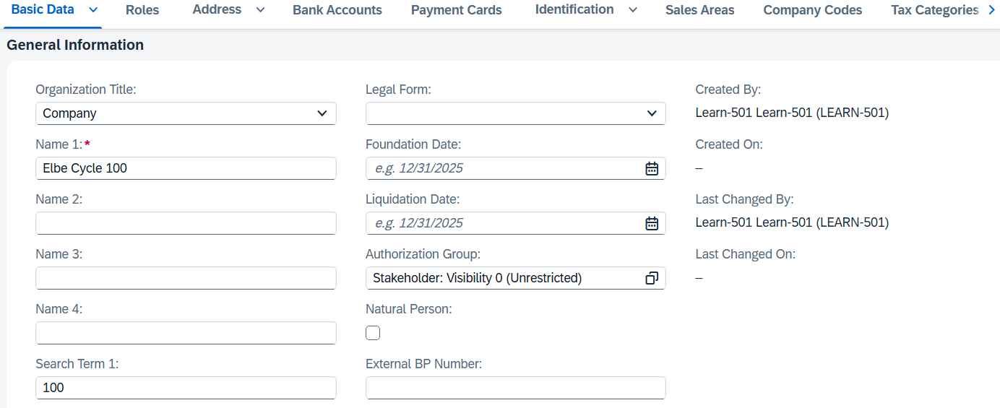 Basic Data Roles Address Bank Accounts Payment Cards Identification Sales Areas Company Codes Tax Categories
General Information
Organization Title:
Company
Name 1:*
Elbe Cycle 100
Name 2:
Name 3:
Name 4:
Search Term 1:
100
Legal Form:
Foundation Date:
e.g. 12/31/2025
Liquidation Date:
e.g. 12/31/2025
Authorization Group:
Stakeholder: Visibility 0 (Unrestricted)
Natural Person:
External BP Number:
Created By:
Learn-501 Learn-501 (LEARN-501)
Created On:
–
Last Changed By:
Learn-501 Learn-501 (LEARN-501)
Last Changed On:
–